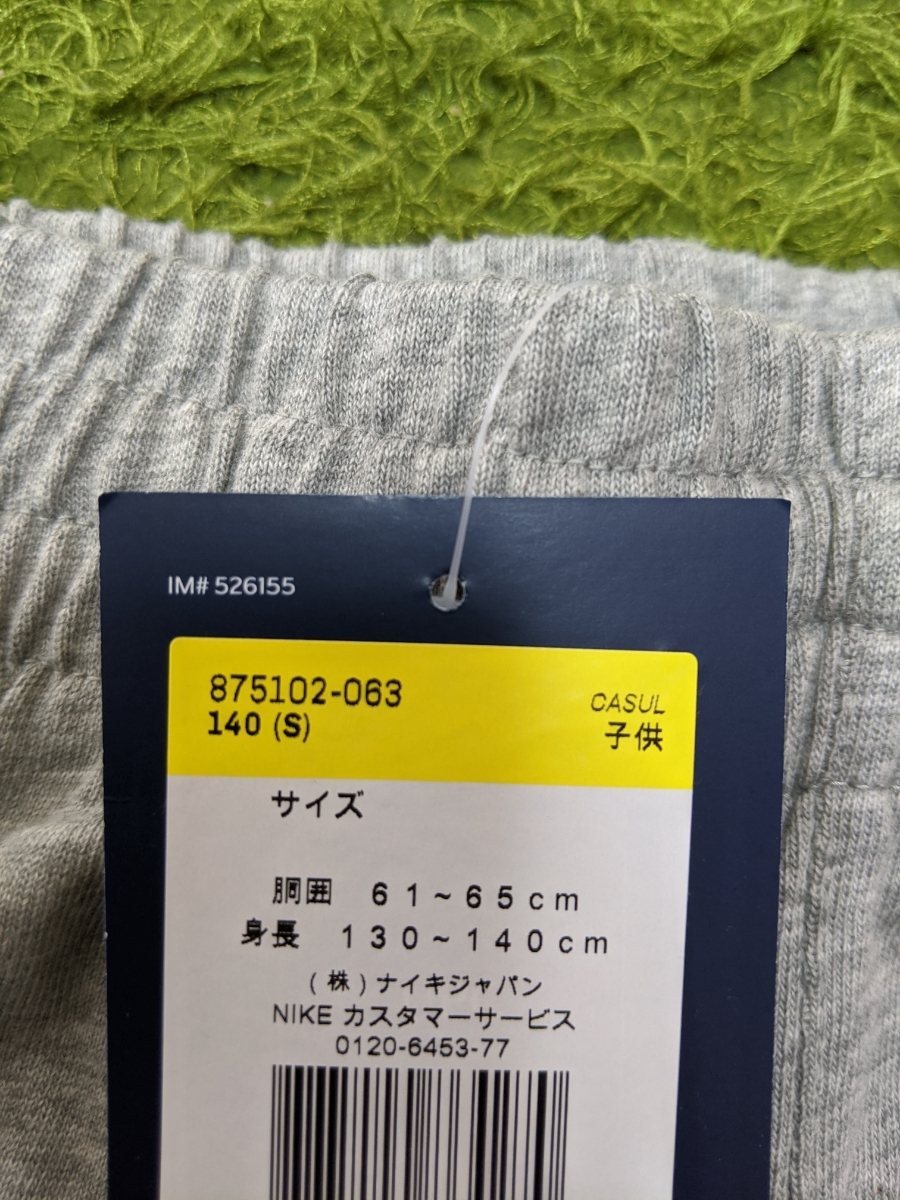 IM# 526155
875102-063
140 (S)
CASUL
子供
サイズ
胴囲 61~65cm
身長 130~140cm
(株)ナイキジャパン
NIKE カスタマーサービス
0120-6453-77